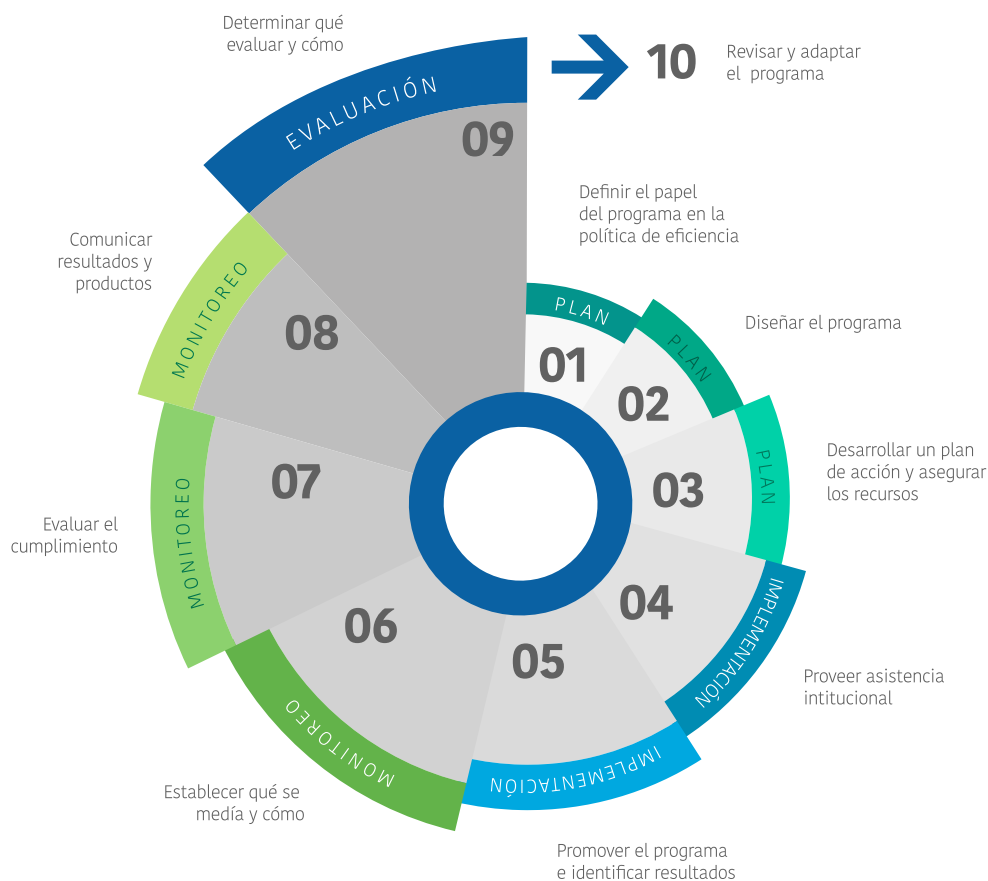 Determinar qué
evaluar y cómo
EVALUACIÓN
09
10
Revisar y adaptar
el programa
Definir el papel
del programa en la
política de eficiencia
PLAN
01
Diseñar el programa
PLAN
02
Desarrollar un plan
de acción y asegurar
los recursos
PLAN
03
IMPLEMENTACIÓN
04
Proveer asistencia
intitucional
IMPLEMENTACIÓN
05
Promover el programa
e identificar resultados
MONITOREO
06
Establecer qué se
medía y cómo
MONITOREO
07
Evaluar el
cumplimiento
MONITOREO
08
Comunicar
resultados y
productos